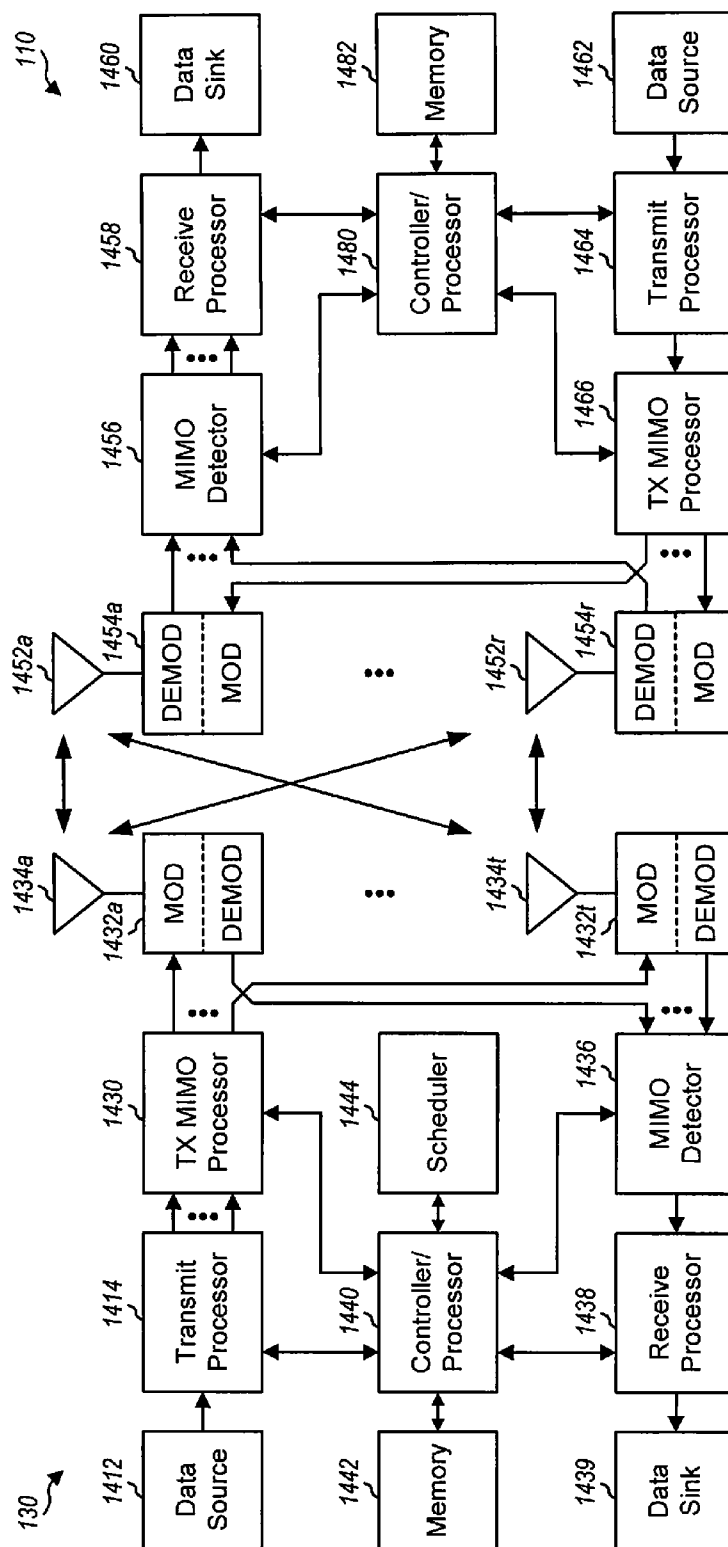 130
1412
Data
Source
1414
Transmit
Processor
1430
TX MIMO
Processor
1432a
MOD
DEMOD
1434a
1442
Memory
1440
Controller/
Processor
1444
Scheduler
1439
Data
Sink
1438
Receive
Processor
1436
MIMO
Detector
1432t
MOD
DEMOD
1434t
110
1452a
1454a
DEMOD
MOD
1456
MIMO
Detector
1458
Receive
Processor
1460
Data
Sink
1480
Controller/
Processor
1482
Memory
1452r
1454r
DEMOD
MOD
1466
TX MIMO
Processor
1464
Transmit
Processor
1462
Data
Source